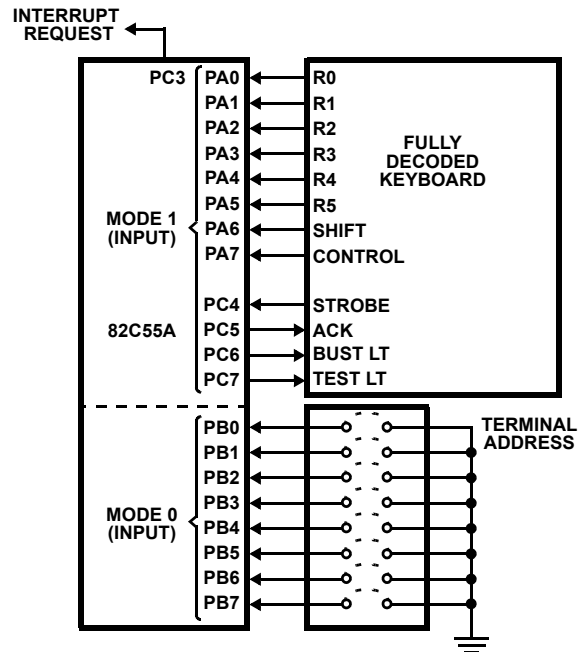 INTERRUPT
REQUEST
PC3 PA0 R0
PA1 R1
PA2 R2
PA3 R3
PA4 R4
PA5 R5
PA6 SHIFT
PA7 CONTROL
FULLY
DECODED
KEYBOARD
MODE 1
(INPUT)
PC4 STROBE
82C55A PC5 ACK
PC6 BUST LT
PC7 TEST LT
PB0
PB1
PB2
PB3
PB4
PB5
PB6
PB7
MODE 0
(INPUT)
TERMINAL
ADDRESS